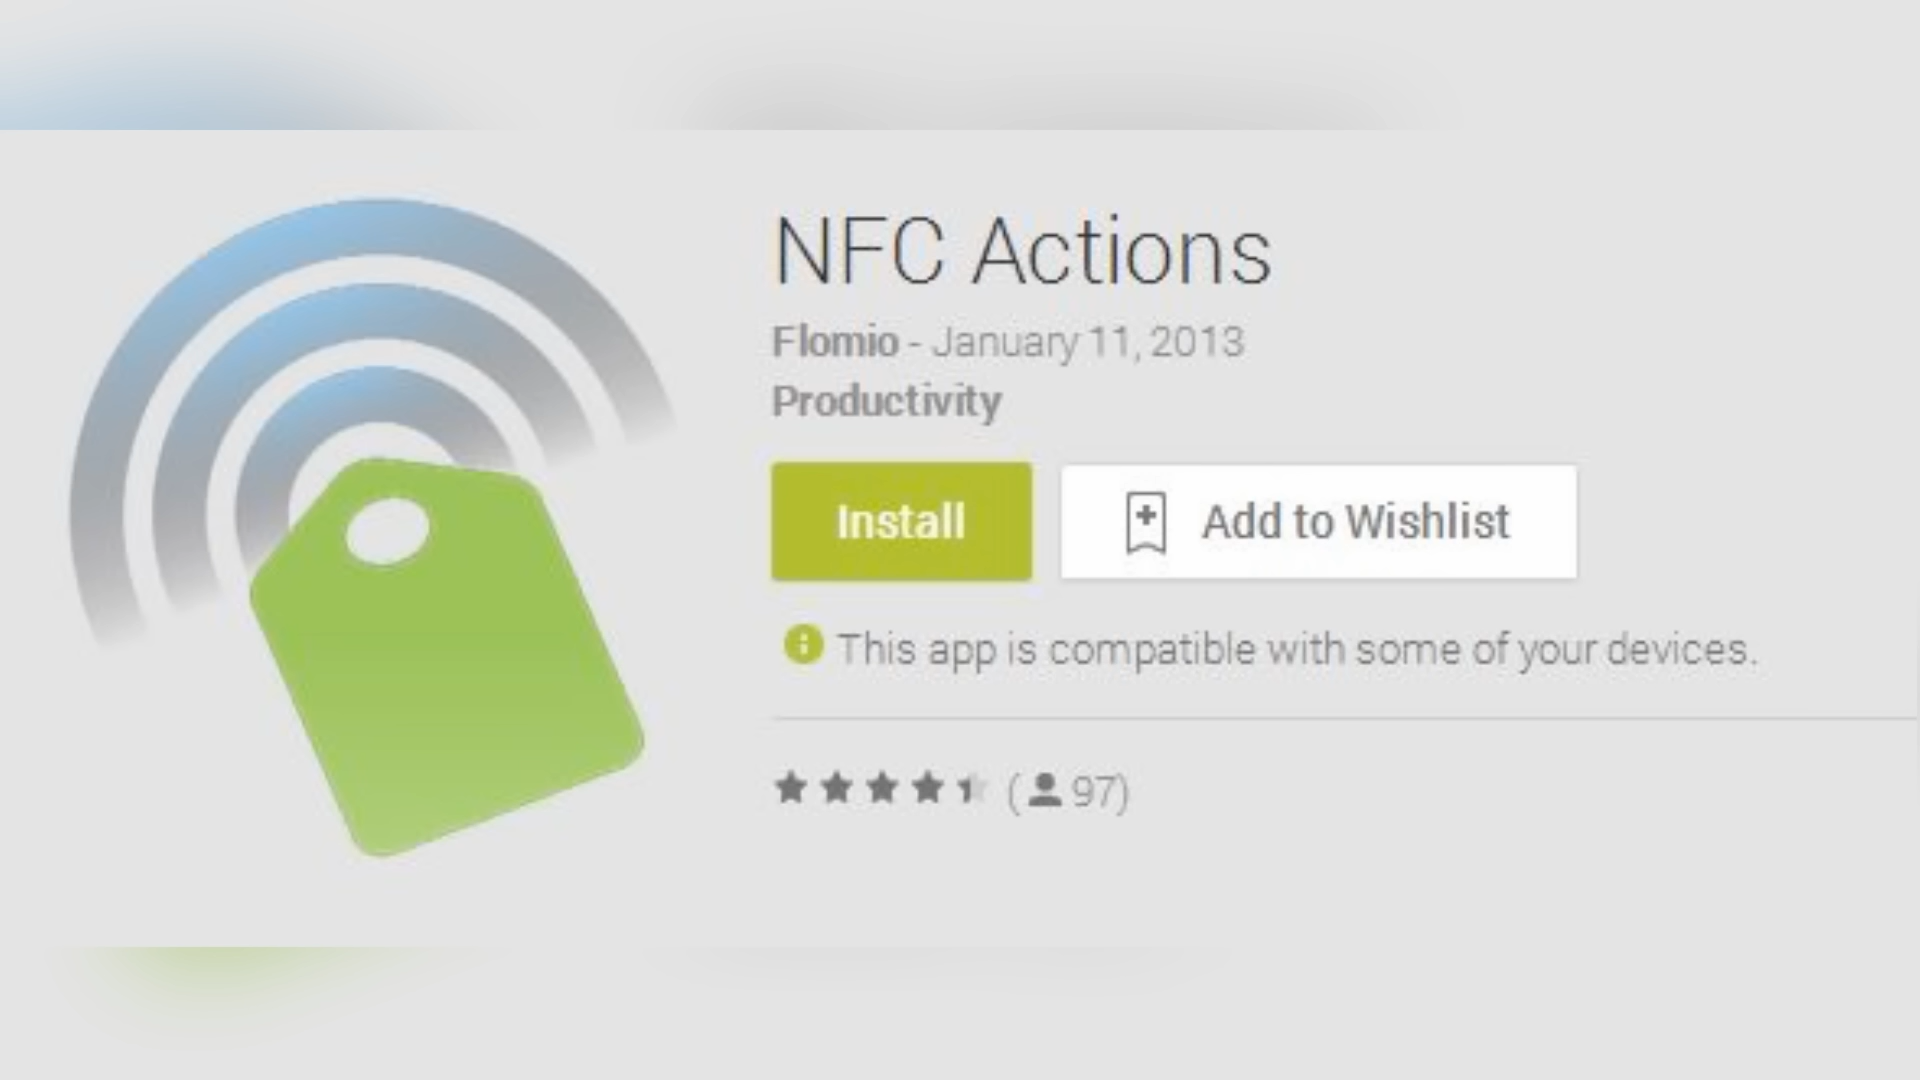 NFC Actions
Flomio - January 11, 2013
Productivity
Install
Add to Wishlist
This app is compatible with some of your devices.
(97)